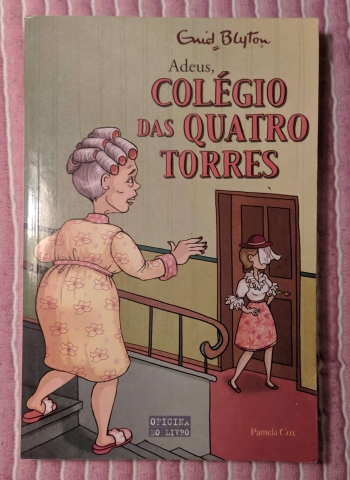 Enid Blyton
Adeus,
COLÉGIO
DAS QUATRO
TORRES
OFICINA
DO LIVRO
Pamela Cox